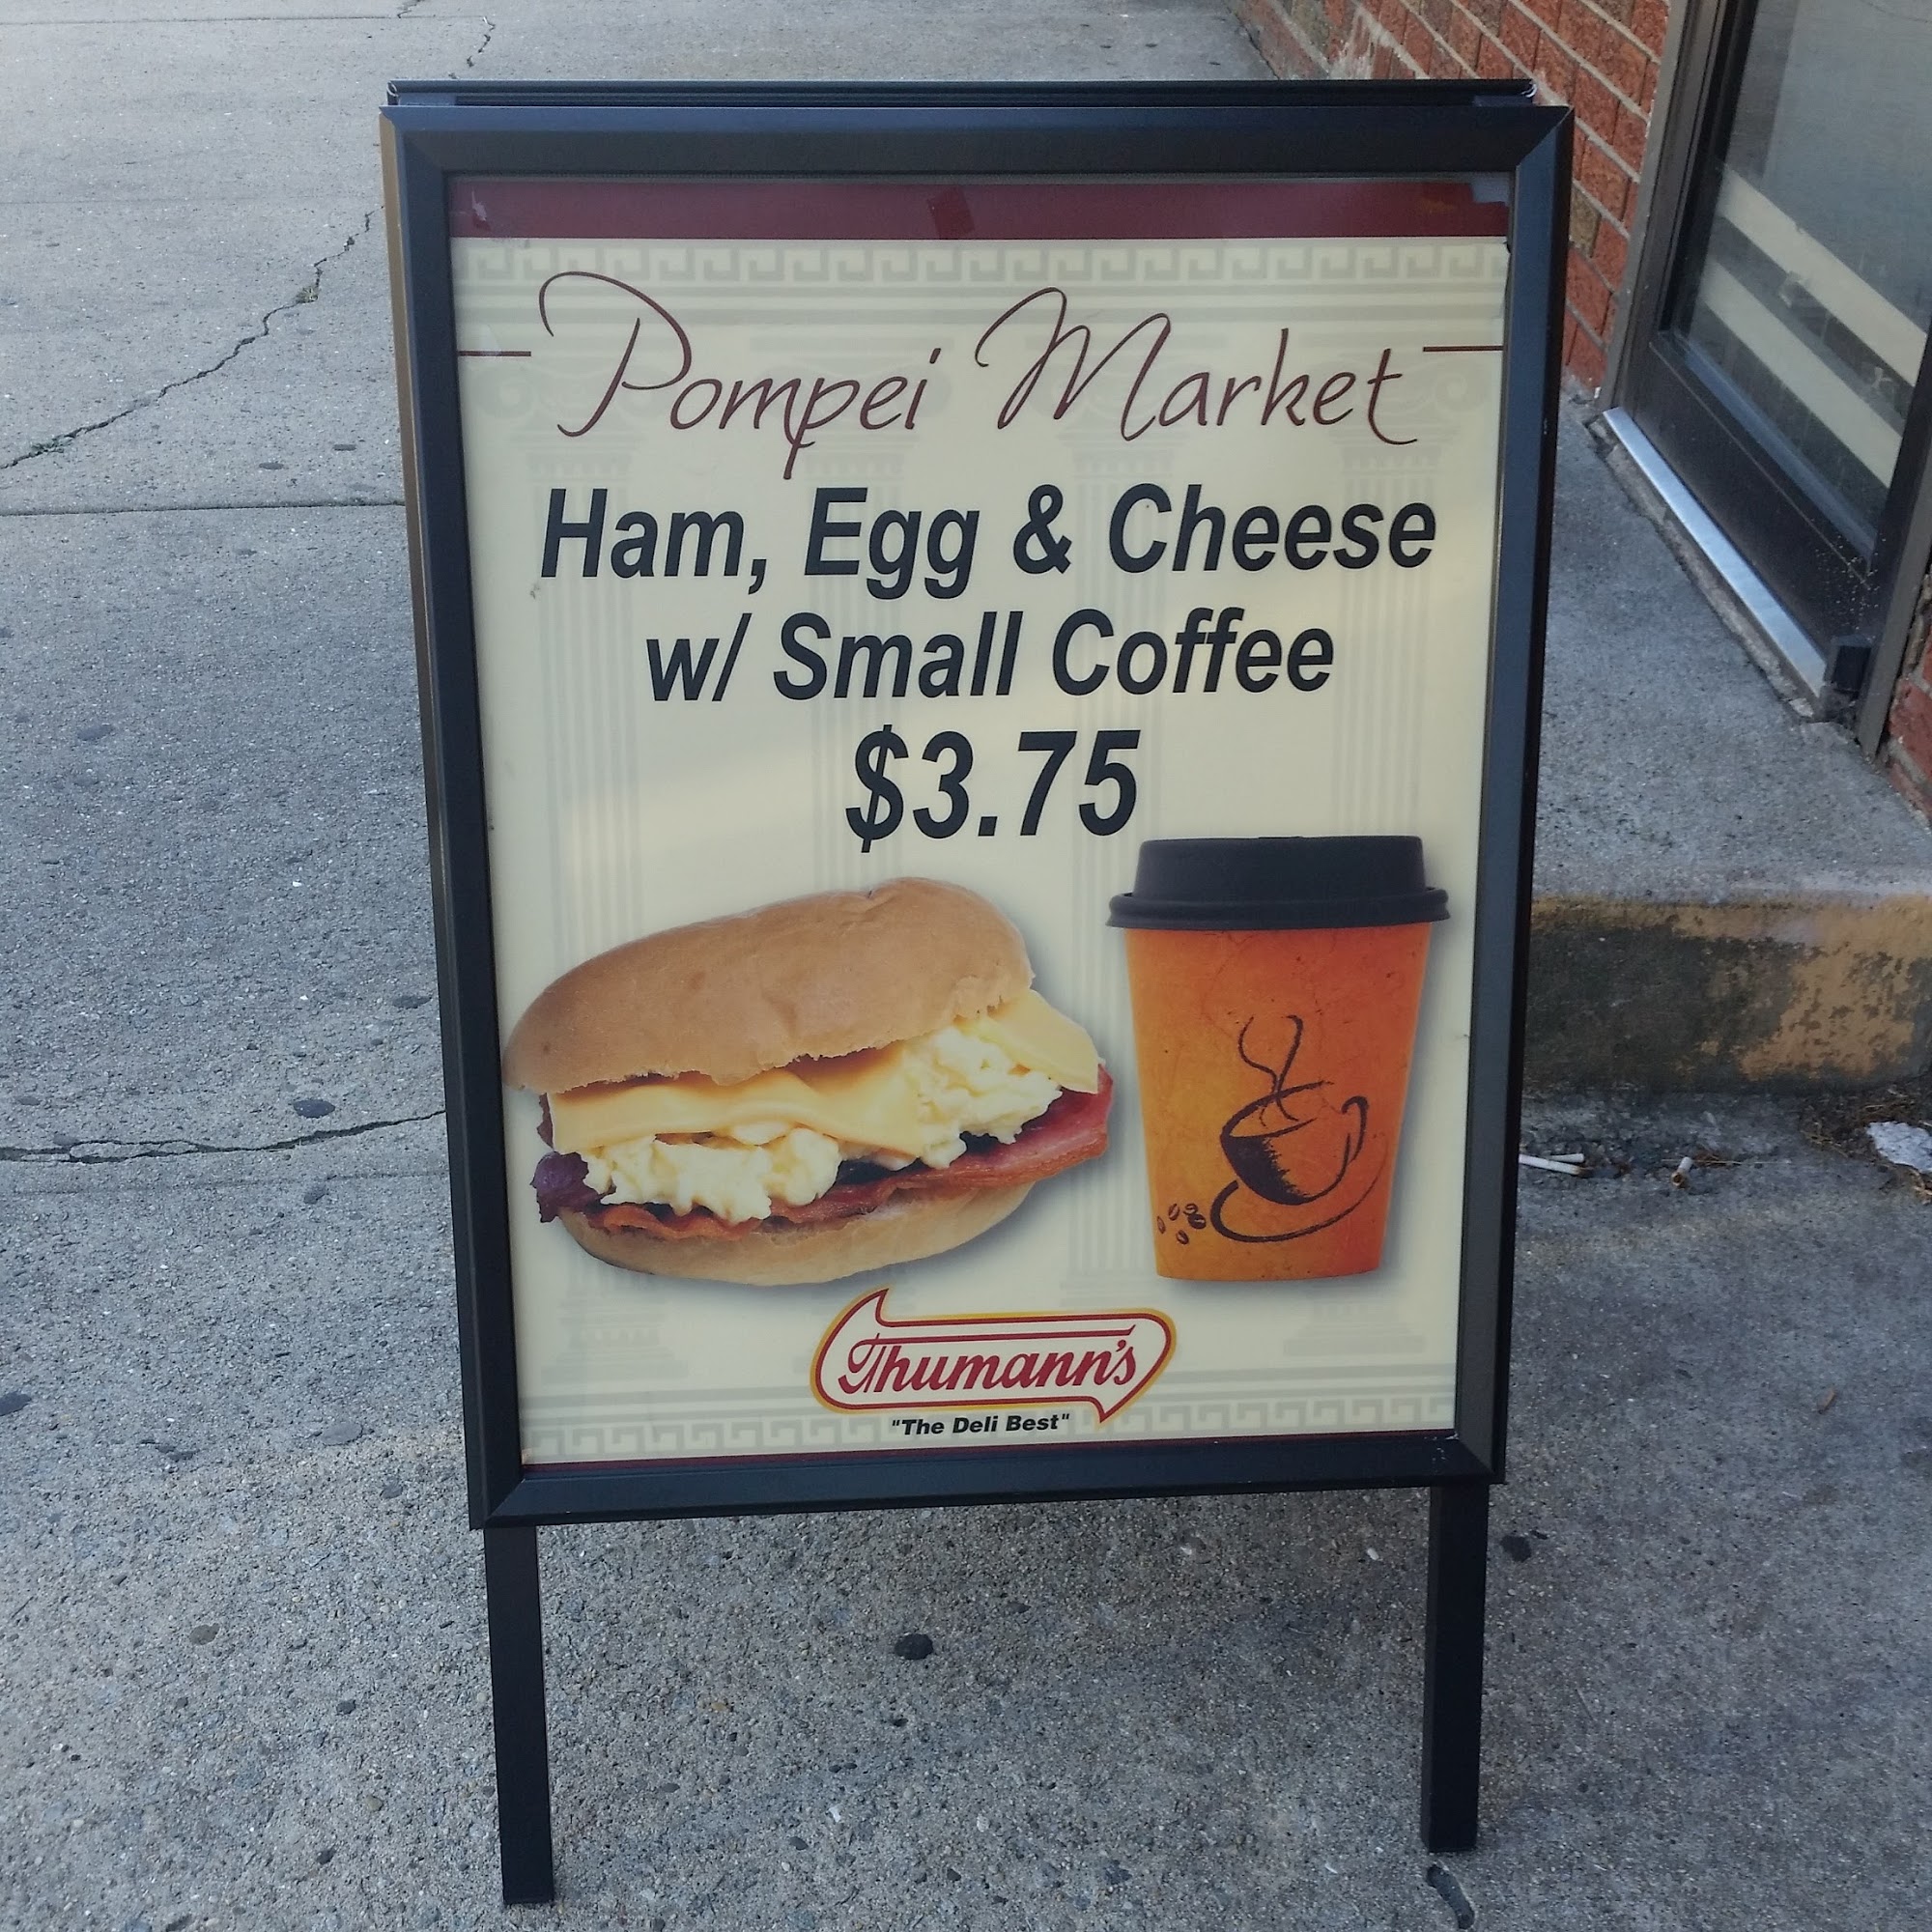 Pompei Market
Ham, Egg & Cheese
w/ Small Coffee
$3.75
Thumann's
"The Deli Best"